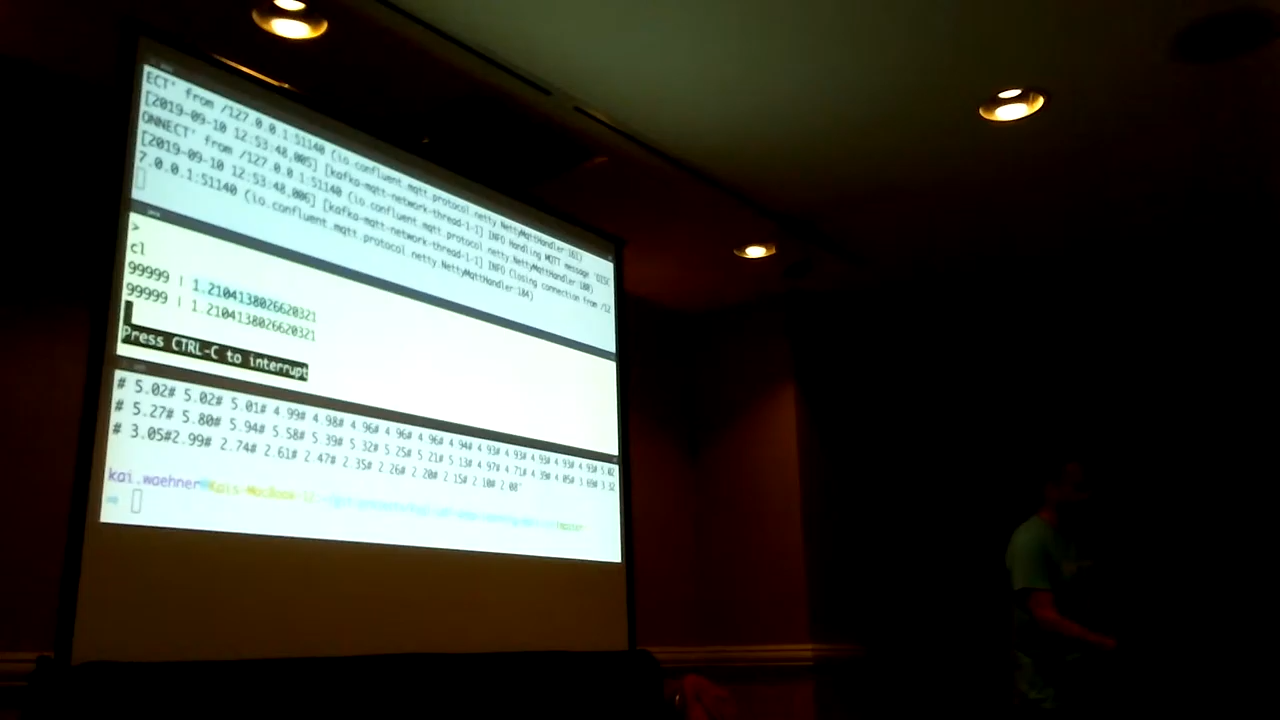 ECT' from /127.0.0.1:51140 (io.confluent.mqtt.protocol.netty.NettyMqttHandler:161)
[2019-09-10 12:53:48,005] [kafka-mqtt-network-thread-1-1] INFO Handling MQTT message 'DISC
ONNECT' from /127.0.0.1:51140 (io.confluent.mqtt.protocol.netty.NettyMqttHandler:180)
[2019-09-10 12:53:48,006] [kafka-mqtt-network-thread-1-1] INFO Closing connection from /12
7.0.0.1:51140 (io.confluent.mqtt.protocol.netty.NettyMqttHandler:184)
>
cl
99999 | 1.2104138026620321
99999 | 1.2104138026620321
Press CTRL-C to interrupt
# 5.02# 5.02# 5.01# 4.99# 4.98# 4.96# 4.96# 4.96# 4.94# 4.93# 4.93# 4.93# 4.93# 4.93# 5.02
# 5.27# 5.80# 5.94# 5.58# 5.39# 5.32# 5.25# 5.21# 5.13# 4.97# 4.71# 4.39# 4.05# 3.69# 3.32
# 3.05#2.99# 2.74# 2.61# 2.47# 2.35# 2.26# 2.20# 2.15# 2.10# 2.08"
kai.waehner Kais-MacBook master